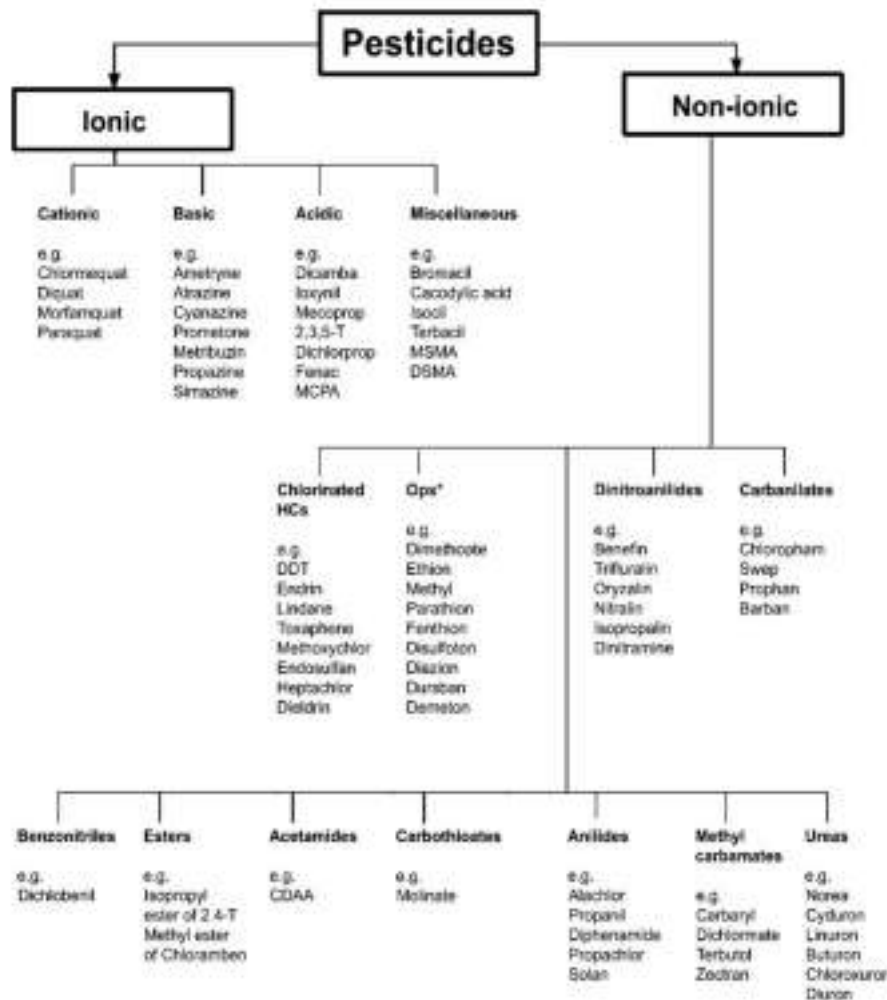 Pesticides
Ionic
Non-ionic
Cationic
e.g.
Chlormequat
Diquat
Morfamquat
Paraquat
Basic
e.g.
Ametryne
Atrazine
Cyanazine
Prometone
Metribuzin
Propazine
Simazine
Acidic
e.g.
Dicamba
Ioxynil
Mecoprop
2,3,5-T
Dichlorprop
Fenac
MCPA
Miscellaneous
e.g.
Bromacil
Cacodylic acid
Isocil
Terbacil
MSMA
DSMA
Chlorinated
HCs
e.g.
DDT
Endrin
Lindane
Toxaphene
Methoxychlor
Endosulfan
Heptachlor
Dieldrin
Ops*
e.g.
Ethion
Methyl
Parathion
Fenthion
Disulfoton
Dursban
Demeton
Dinitroanilides
e.g.
Benefin
Trifluralin
Oryzalin
Nitralin
Isopropalin
Dinitramine
Carbanilates
e.g.
Chloropham
Swep
Prophan
Barban
Benzonitriles
e.g.
Dichlobenil
Esters
e.g.
Isopropyl
ester of 2 4-T
Methyl ester
of Chloramben
Acetamides
e.g.
CDAA
Carbothioates
e.g.
Molinate
Anilides
e.g.
Alachlor
Propanil
Diphenamide
Propachlor
Solan
Methyl
carbamates
e.g.
Carbaryl
Dichlormate
Terbutol
Zectran
Ureas
e.g.
Norea
Linuron
Buturon
Chloroxuron
Diuron